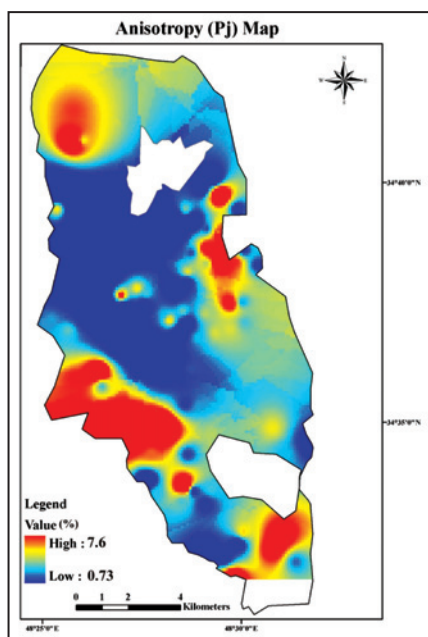 Anisotropy (Pj) Map
N
W
E
S
34°40'0"N
34°35'0"N
Legend
Value (%)
High : 7.6
Low : 0.73
0 1 2 4
Kilometers
48°25'0"E 48°30'0"E